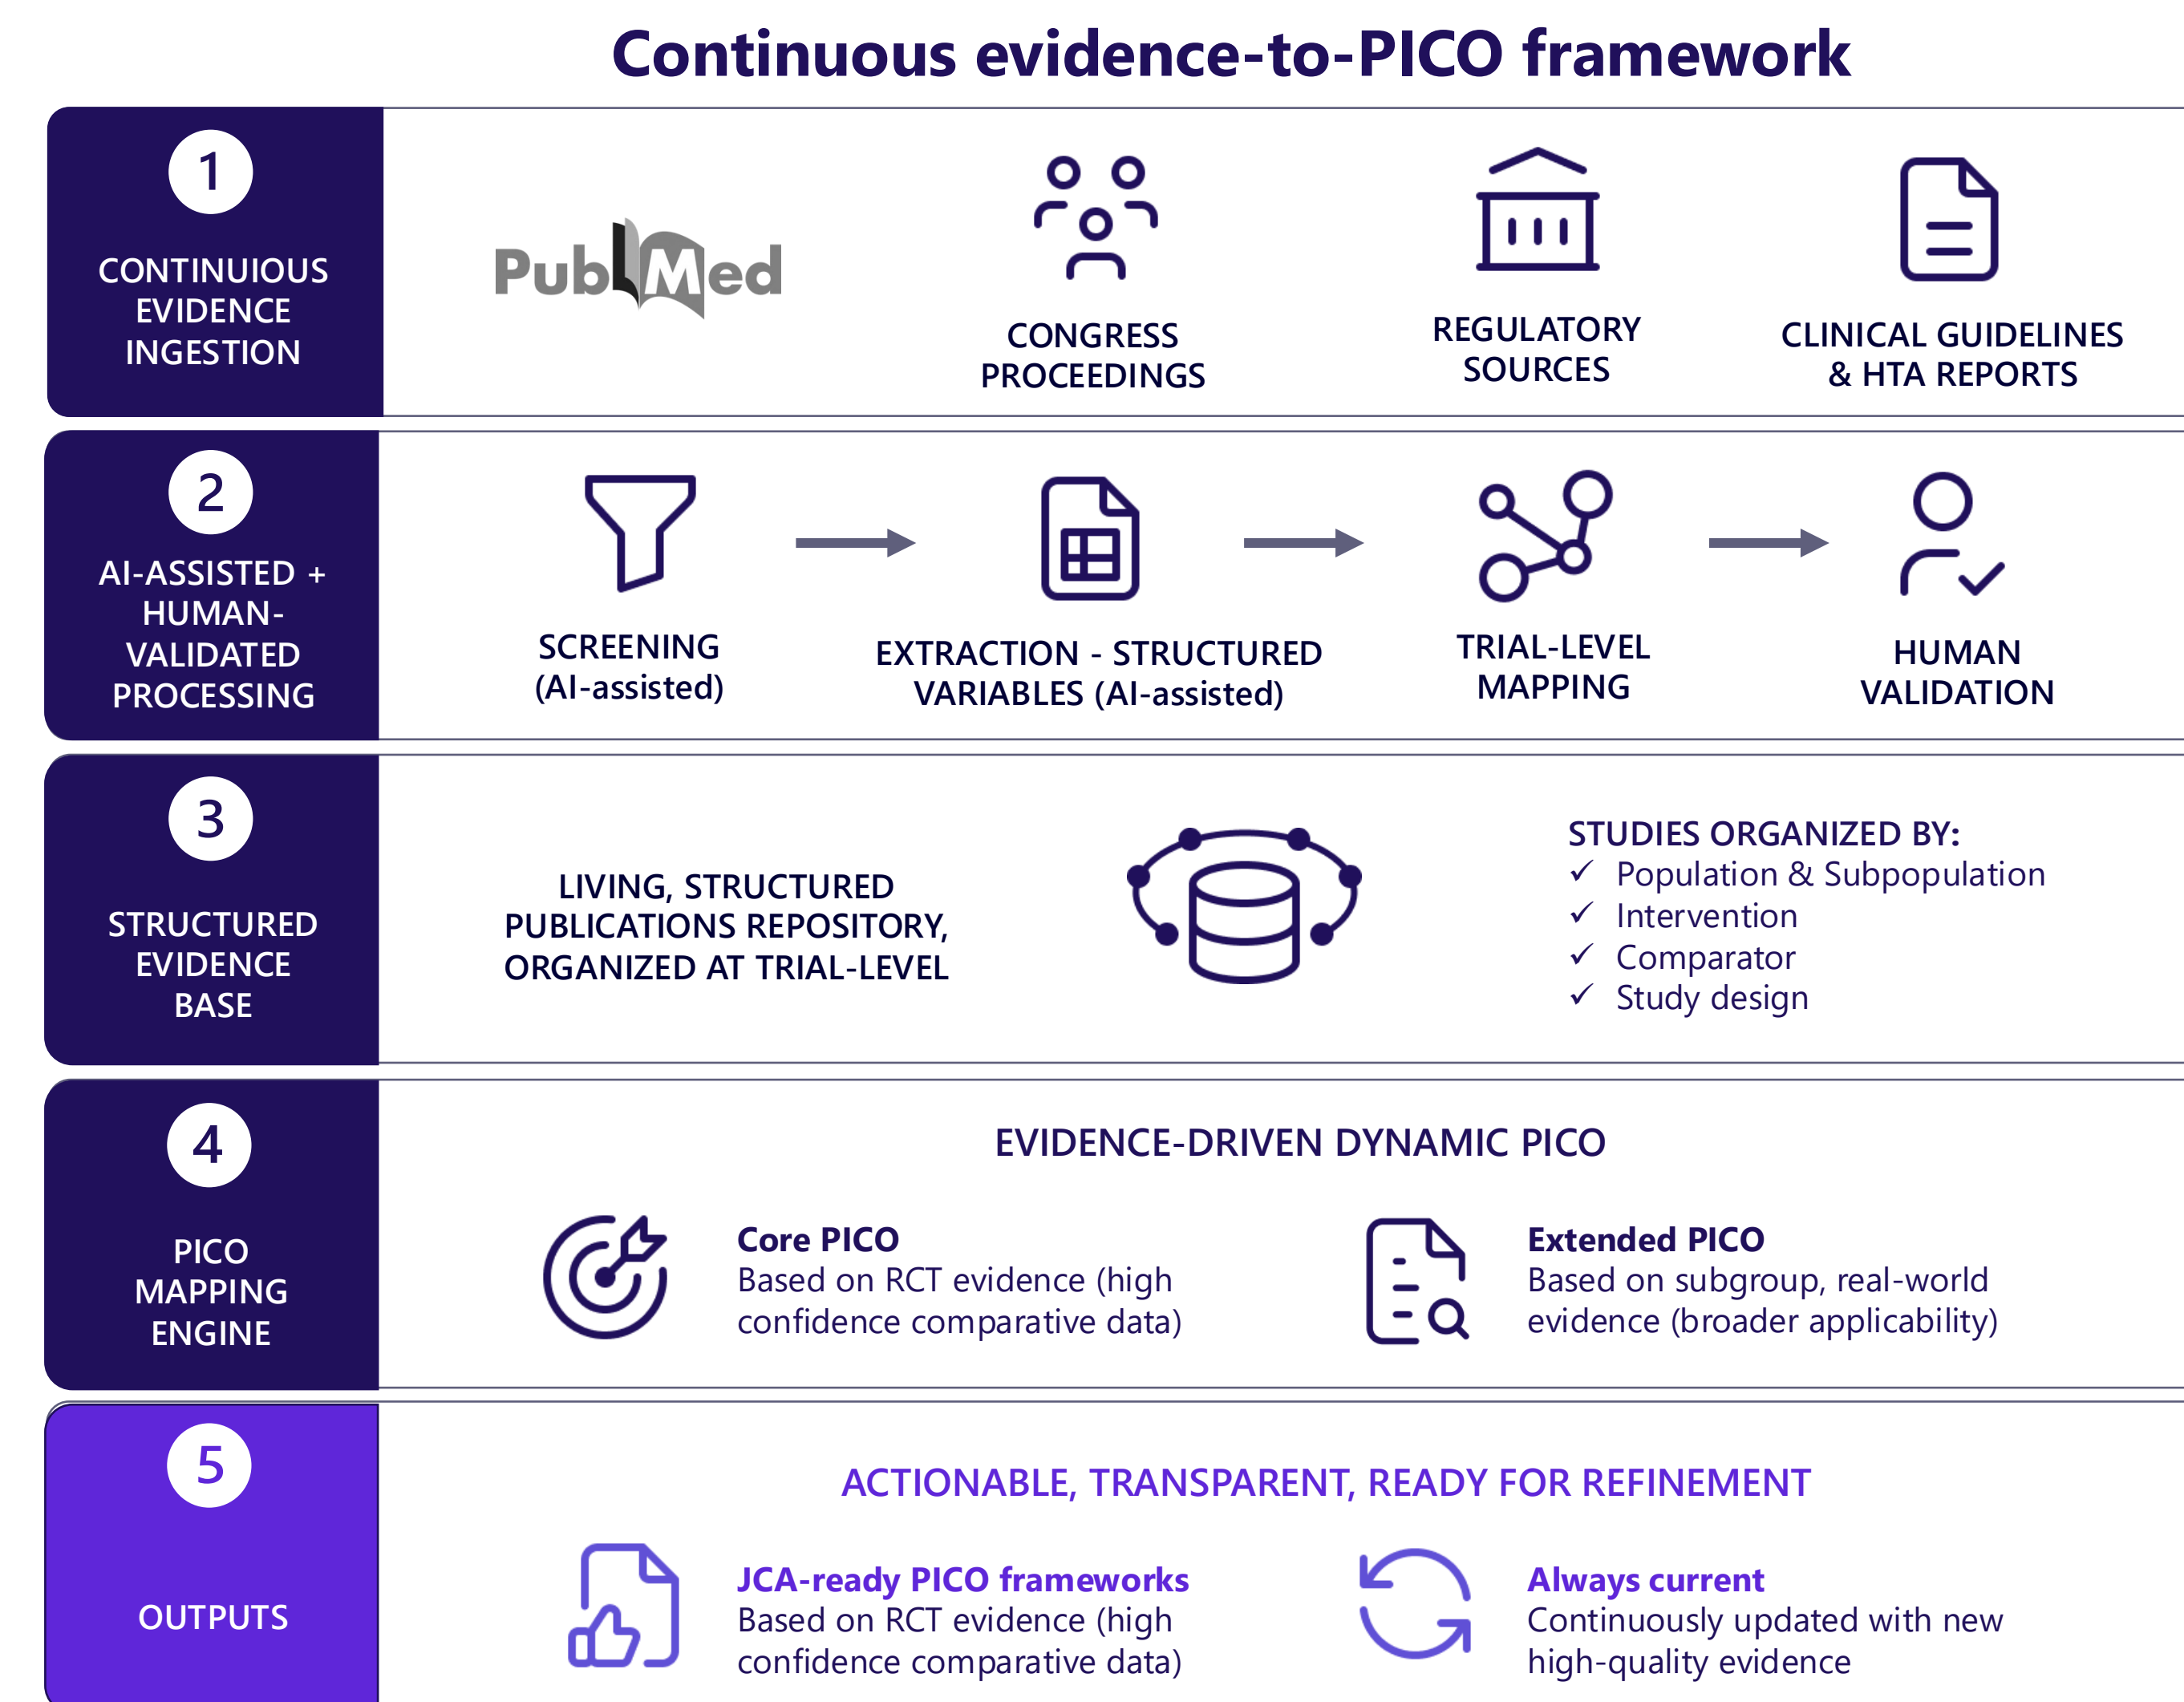 Continuous evidence-to-PICO framework
1
CONTINUIOUS
EVIDENCE
INGESTION
PubMed
CONGRESS
PROCEEDINGS
REGULATORY
SOURCES
CLINICAL GUIDELINES
& HTA REPORTS
2
AI-ASSISTED +
HUMAN-
VALIDATED
PROCESSING
SCREENING
(AI-assisted)
EXTRACTION - STRUCTURED
VARIABLES (AI-assisted)
TRIAL-LEVEL
MAPPING
HUMAN
VALIDATION
3
STRUCTURED
EVIDENCE
BASE
LIVING, STRUCTURED
PUBLICATIONS REPOSITORY,
ORGANIZED AT TRIAL-LEVEL
STUDIES ORGANIZED BY:
✓ Population & Subpopulation
✓ Intervention
✓ Comparator
✓ Study design
4
PICO
MAPPING
ENGINE
EVIDENCE-DRIVEN DYNAMIC PICO
Core PICO
Based on RCT evidence (high
confidence comparative data)
Extended PICO
Based on subgroup, real-world
evidence (broader applicability)
5
OUTPUTS
ACTIONABLE, TRANSPARENT, READY FOR REFINEMENT
JCA-ready PICO frameworks
Based on RCT evidence (high
confidence comparative data)
Always current
Continuously updated with new
high-quality evidence